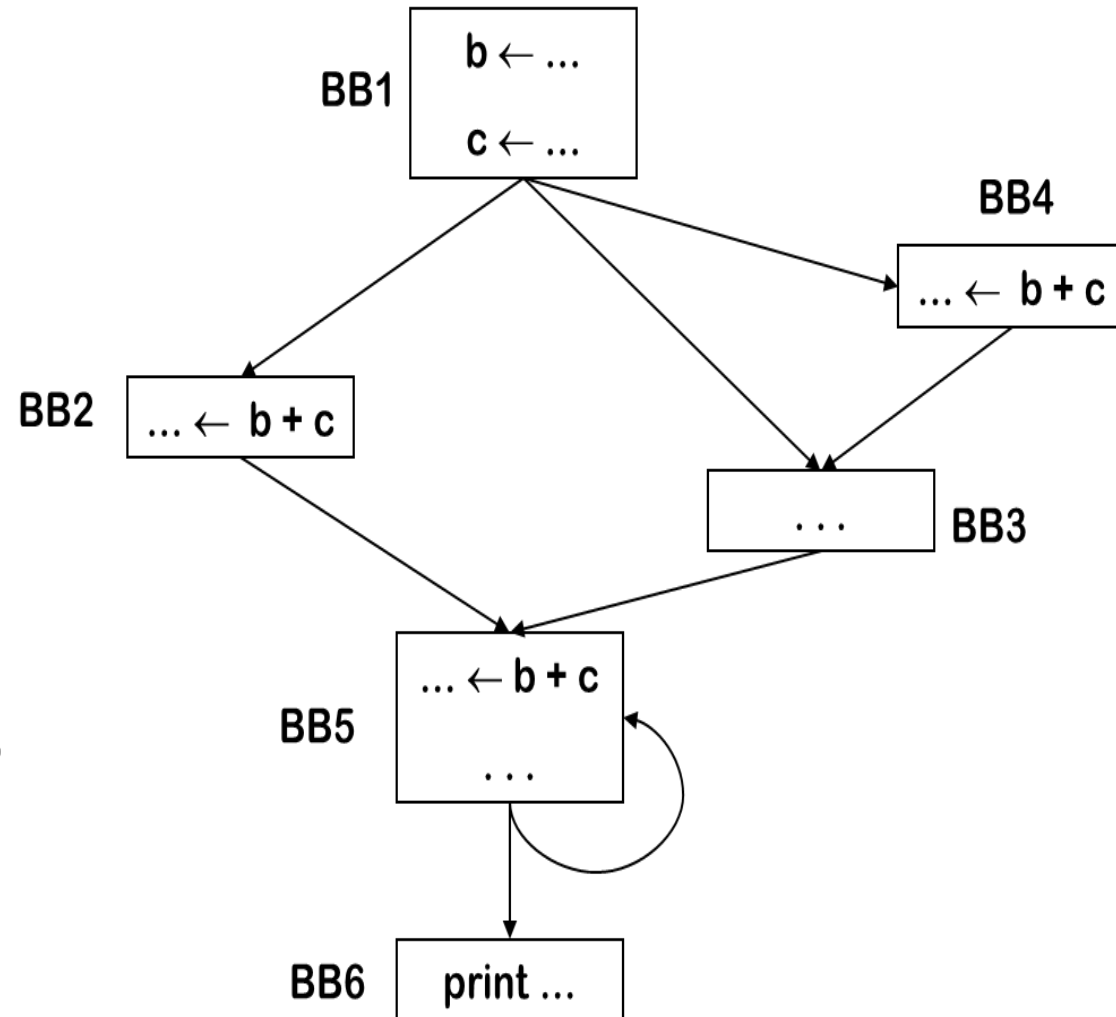 BB1
b ← ...
c ← ...
BB4
... ← b + c
BB2
... ← b + c
. . .
BB3
BB5
... ← b + c
. . .
BB6
print ...